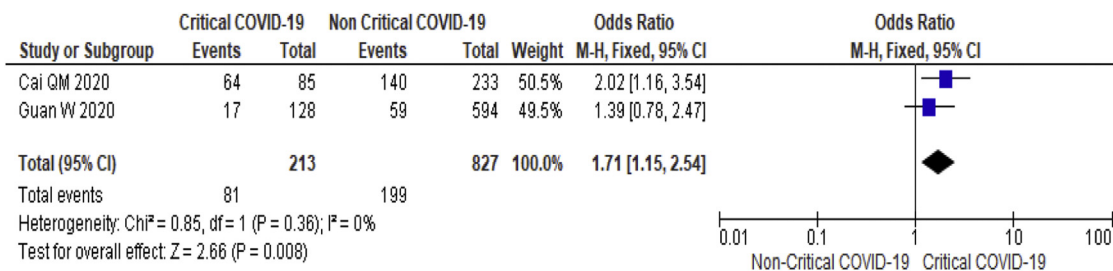 Critical COVID-19 Non Critical COVID-19 Odds Ratio Odds Ratio
Study or Subgroup Events Total Events Total Weight M-H, Fixed, 95% CI M-H, Fixed, 95% CI
Cai QM 2020 64 85 140 233 50.5% 2.02 [1.16, 3.54]
Guan W 2020 17 128 59 594 49.5% 1.39 [0.78, 2.47]
Total (95% CI) 213 827 100.0% 1.71 [1.15, 2.54]
Total events 81 199
Heterogeneity: Chi² = 0.85, df = 1 (P = 0.36); I² = 0%
Test for overall effect: Z = 2.66 (P = 0.008)
0.01 0.1 1 10 100
Non-Critical COVID-19 Critical COVID-19